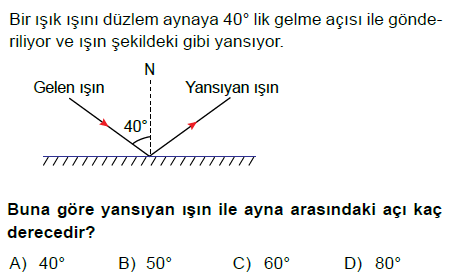 Bir ışık ışını düzlem aynaya 40° lik gelme açısı ile gönde-
riliyor ve ışın şekildeki gibi yansıyor.
N
Gelen ışın Yansıyan ışın
40°
Buna göre yansıyan ışın ile ayna arasındaki açı kaç
derecedir?
A) 40° B) 50° C) 60° D) 80°